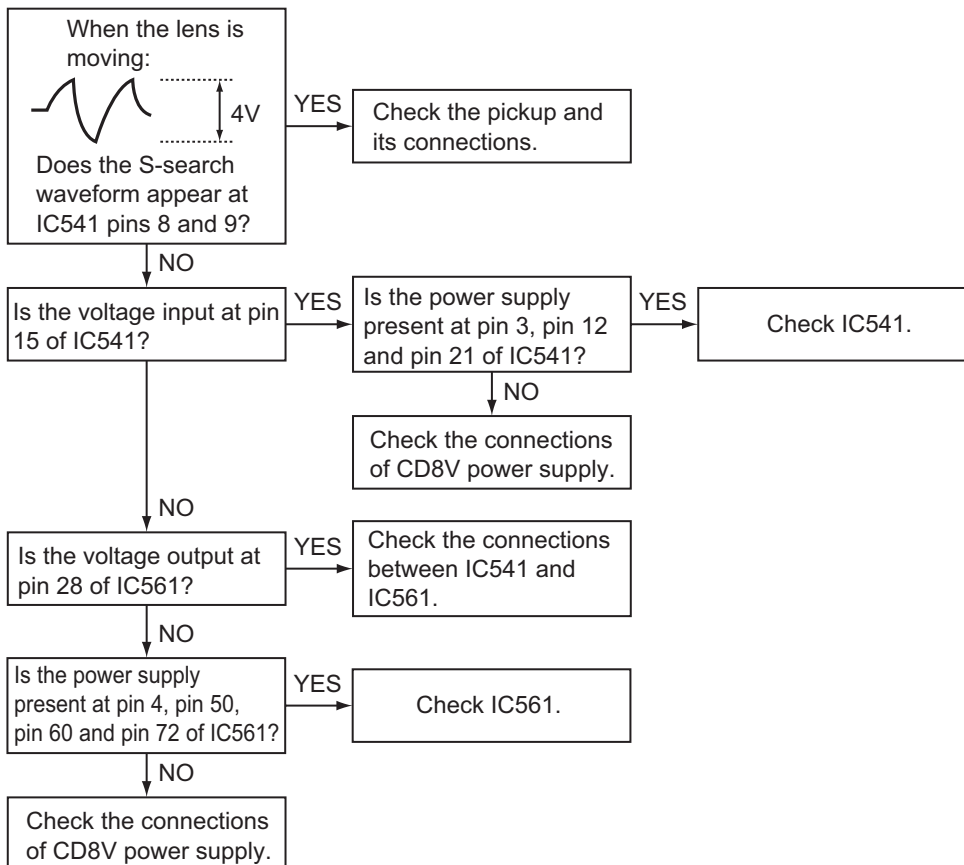 When the lens is
moving:
4V
Does the S-search
waveform appear at
IC541 pins 8 and 9?
YES
Check the pickup and
its connections.
NO
Is the voltage input at pin
15 of IC541?
YES
Is the power supply
present at pin 3, pin 12
and pin 21 of IC541?
YES
Check IC541.
NO
Check the connections
of CD8V power supply.
NO
Is the voltage output at
pin 28 of IC561?
YES
Check the connections
between IC541 and
IC561.
NO
Is the power supply
present at pin 4, pin 50,
pin 60 and pin 72 of IC561?
YES
Check IC561.
NO
Check the connections
of CD8V power supply.